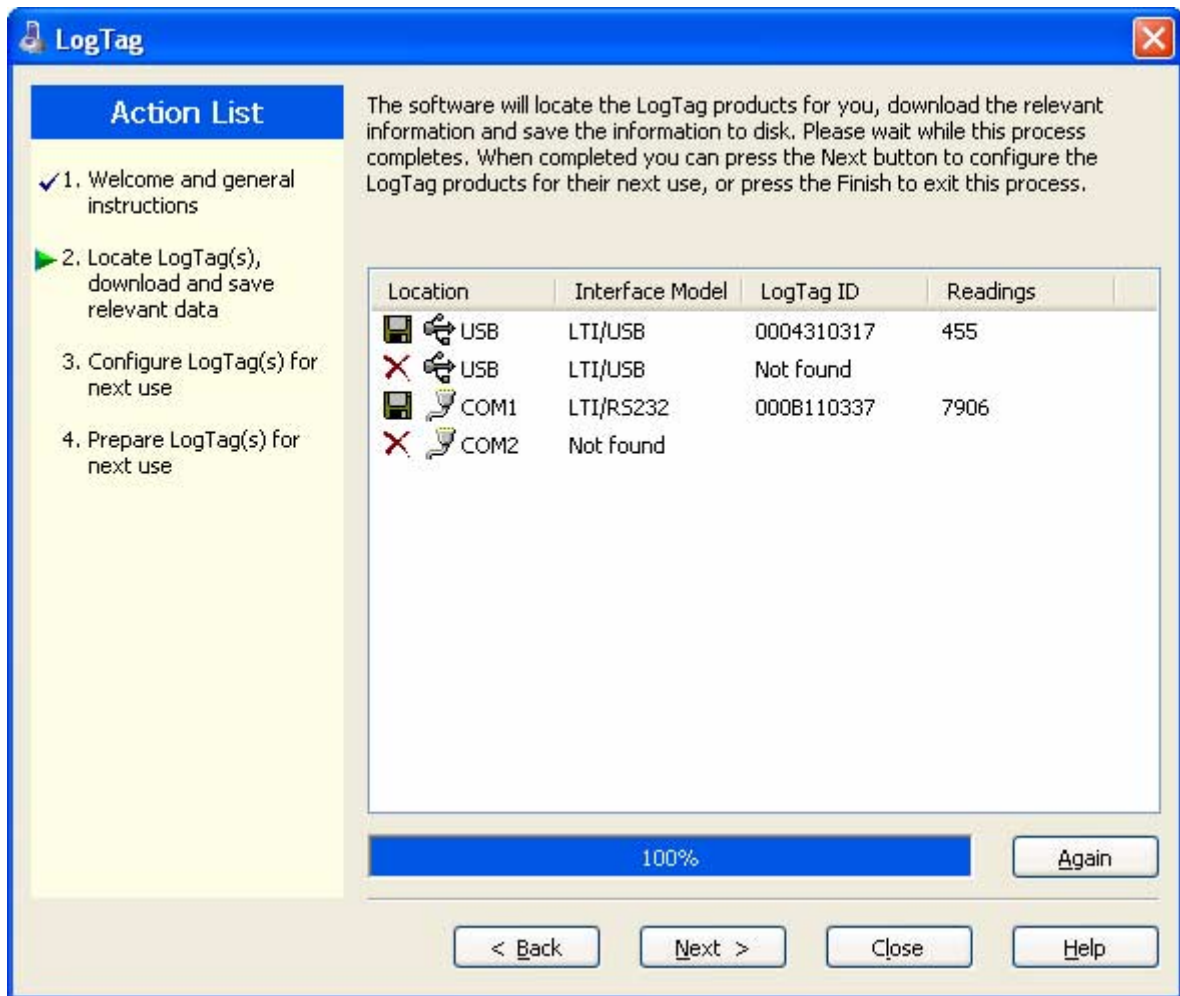 LogTag
Action List
1. Welcome and general
instructions
2. Locate LogTag(s),
download and save
relevant data
3. Configure LogTag(s) for
next use
4. Prepare LogTag(s) for
next use
The software will locate the LogTag products for you, download the relevant
information and save the information to disk. Please wait while this process
completes. When completed you can press the Next button to configure the
LogTag products for their next use, or press the Finish to exit this process.
Location Interface Model LogTag ID Readings
USB LTI/USB 0004310317 455
USB LTI/USB Not found
COM1 LTI/RS232 000B110337 7906
COM2 Not found
100% Again
< Back Next > Close Help